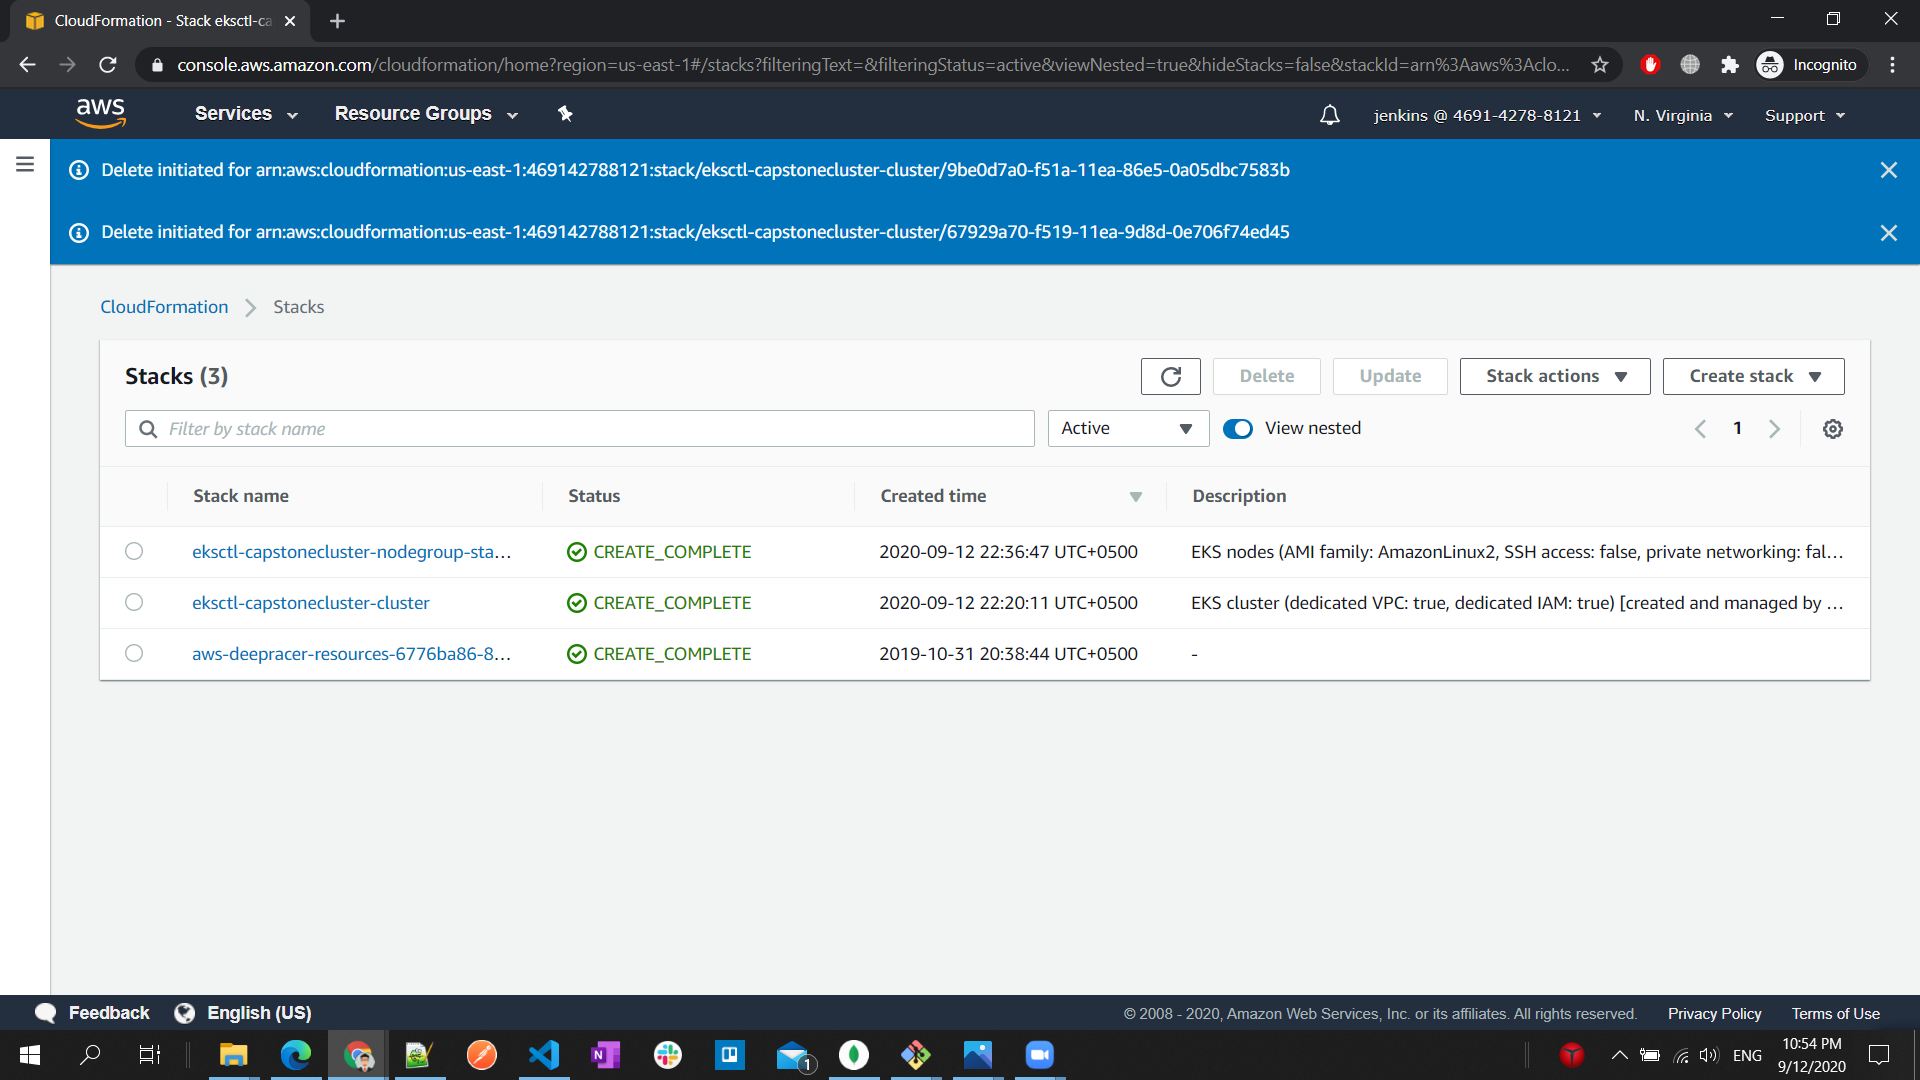 CloudFormation - Stack eksctl-ca
console.aws.amazon.com/cloudformation/home?region=us-east-1#/stacks?filteringText=&filteringStatus=active&viewNested=true&hideStacks=false&stackId=arn%3Aaws%3Aclo...
Incognito
aws
Services
Resource Groups
jenkins @ 4691-4278-8121
N. Virginia
Support
Delete initiated for arn:aws:cloudformation:us-east-1:469142788121:stack/eksctl-capstonecluster-cluster/9be0d7a0-f51a-11ea-86e5-0a05dbc7583b
Delete initiated for arn:aws:cloudformation:us-east-1:469142788121:stack/eksctl-capstonecluster-cluster/67929a70-f519-11ea-9d8d-0e706f74ed45
CloudFormation
Stacks
Stacks (3)
Delete
Update
Stack actions
Create stack
Filter by stack name
Active
View nested
1
Stack name
Status
Created time
Description
eksctl-capstonecluster-nodegroup-sta...
CREATE_COMPLETE
2020-09-12 22:36:47 UTC+0500
EKS nodes (AMI family: AmazonLinux2, SSH access: false, private networking: fal...
eksctl-capstonecluster-cluster
CREATE_COMPLETE
2020-09-12 22:20:11 UTC+0500
EKS cluster (dedicated VPC: true, dedicated IAM: true) [created and managed by ...
aws-deepracer-resources-6776ba86-8...
CREATE_COMPLETE
2019-10-31 20:38:44 UTC+0500
-
Feedback
English (US)
© 2008 - 2020, Amazon Web Services, Inc. or its affiliates. All rights reserved.
Privacy Policy
Terms of Use
N
1
ENG
10:54 PM
9/12/2020